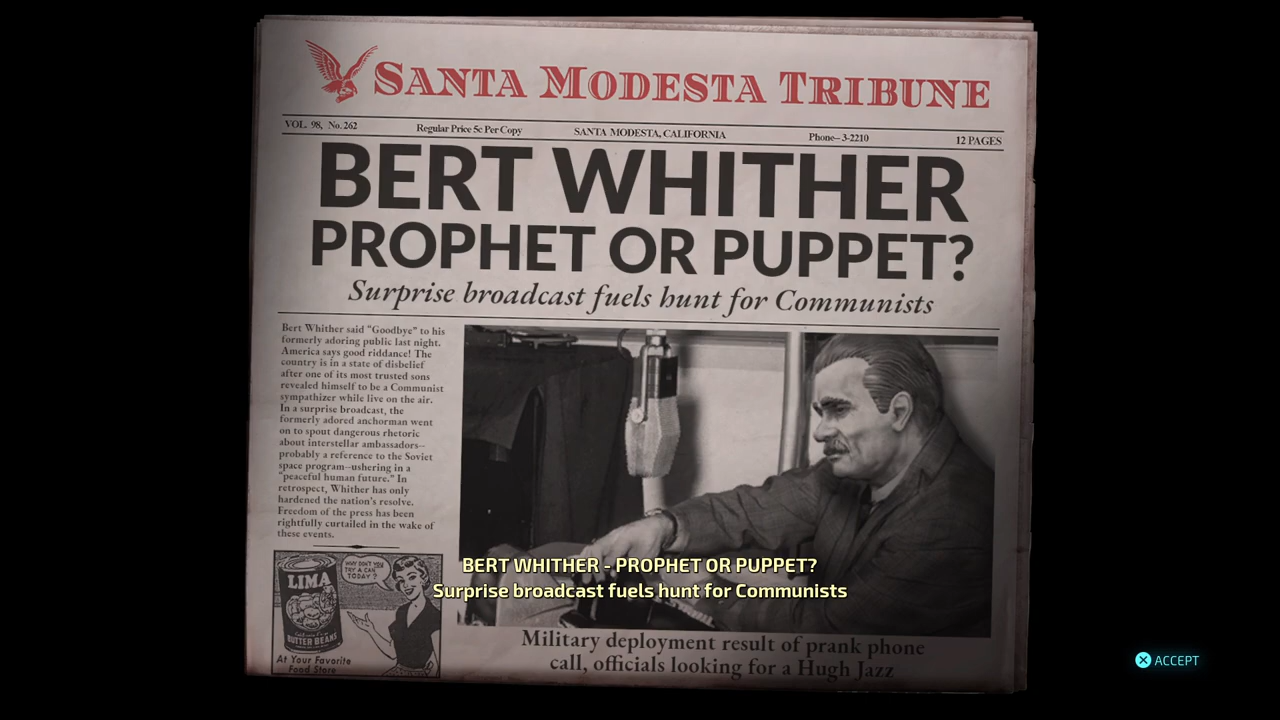 SANTA MODESTA TRIBUNE
VOL. 98, No. 262
Regular Price 5c Per Copy
SANTA MODESTA, CALIFORNIA
Phone—3-2210
12 PAGES
BERT WHITHER
PROPHET OR PUPPET?
Surprise broadcast fuels hunt for Communists
Bert Whither said "Goodbye" to his
formerly adoring public last night.
America says good riddance! The
country is in a state of disbelief
after one of its most trusted sons
revealed himself to be a Communist
sympathizer while live on the air.
In a surprise broadcast, the
formerly adored anchorman went
on to spout dangerous rhetoric
about interstellar ambassadors--
probably a reference to the Soviet
space program--ushering in a
"peaceful human future." In
retrospect, Whither has only
hardened the nation's resolve.
Freedom of the press has been
rightfully curtailed in the wake of
these events.
LIMA
BUTTER BEANS
WHY DON'T YOU
TRY A CAN
TODAY?
At Your Favorite
Food Store
BERT WHITHER - PROPHET OR PUPPET?
Surprise broadcast fuels hunt for Communists
Military deployment result of prank phone
call, officials looking for a Hugh Jazz
ACCEPT